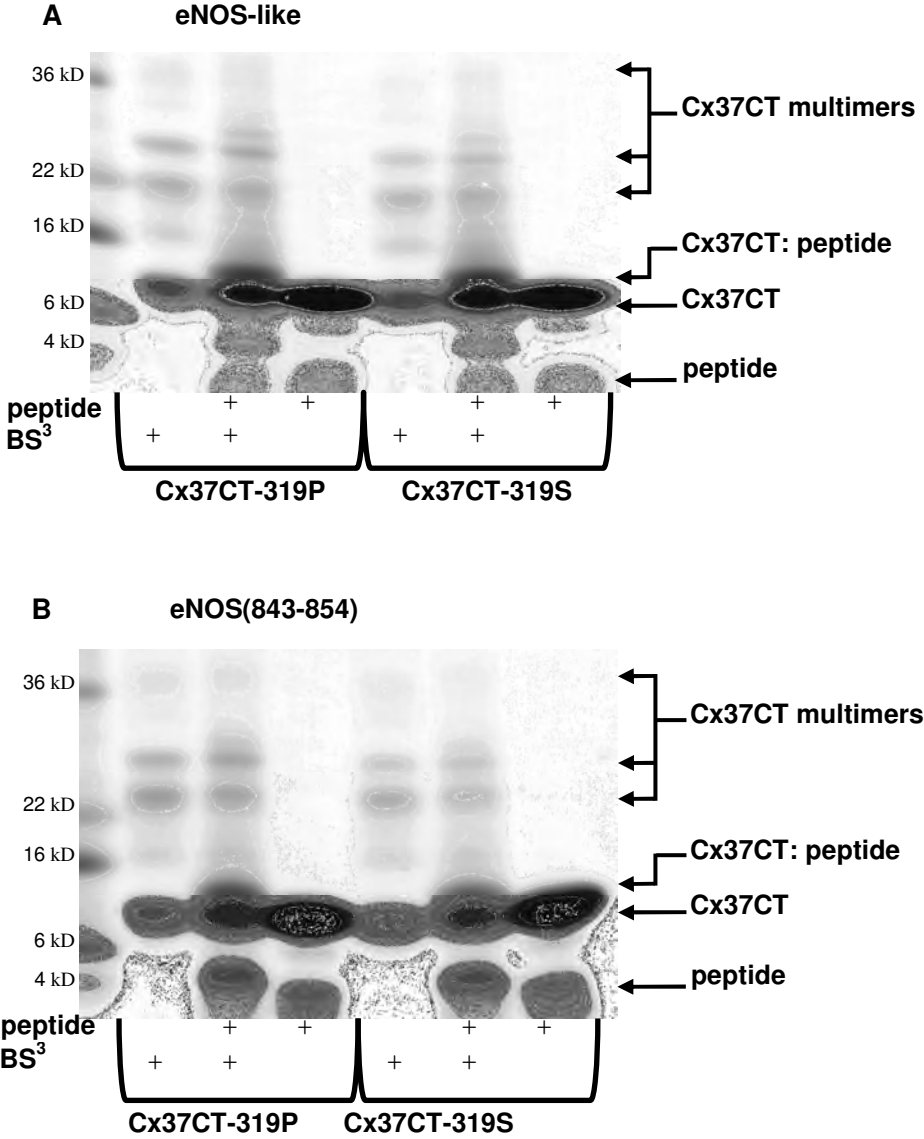 A eNOS-like
36 kD
Cx37CT multimers
22 kD
16 kD
Cx37CT: peptide
6 kD
Cx37CT
4 kD
peptide
peptide + + + +
BS³ + + + +
Cx37CT-319P Cx37CT-319S
B eNOS(843-854)
36 kD
Cx37CT multimers
22 kD
16 kD
Cx37CT: peptide
Cx37CT
6 kD
4 kD
peptide
peptide + + + +
BS³ + + + +
Cx37CT-319P Cx37CT-319S